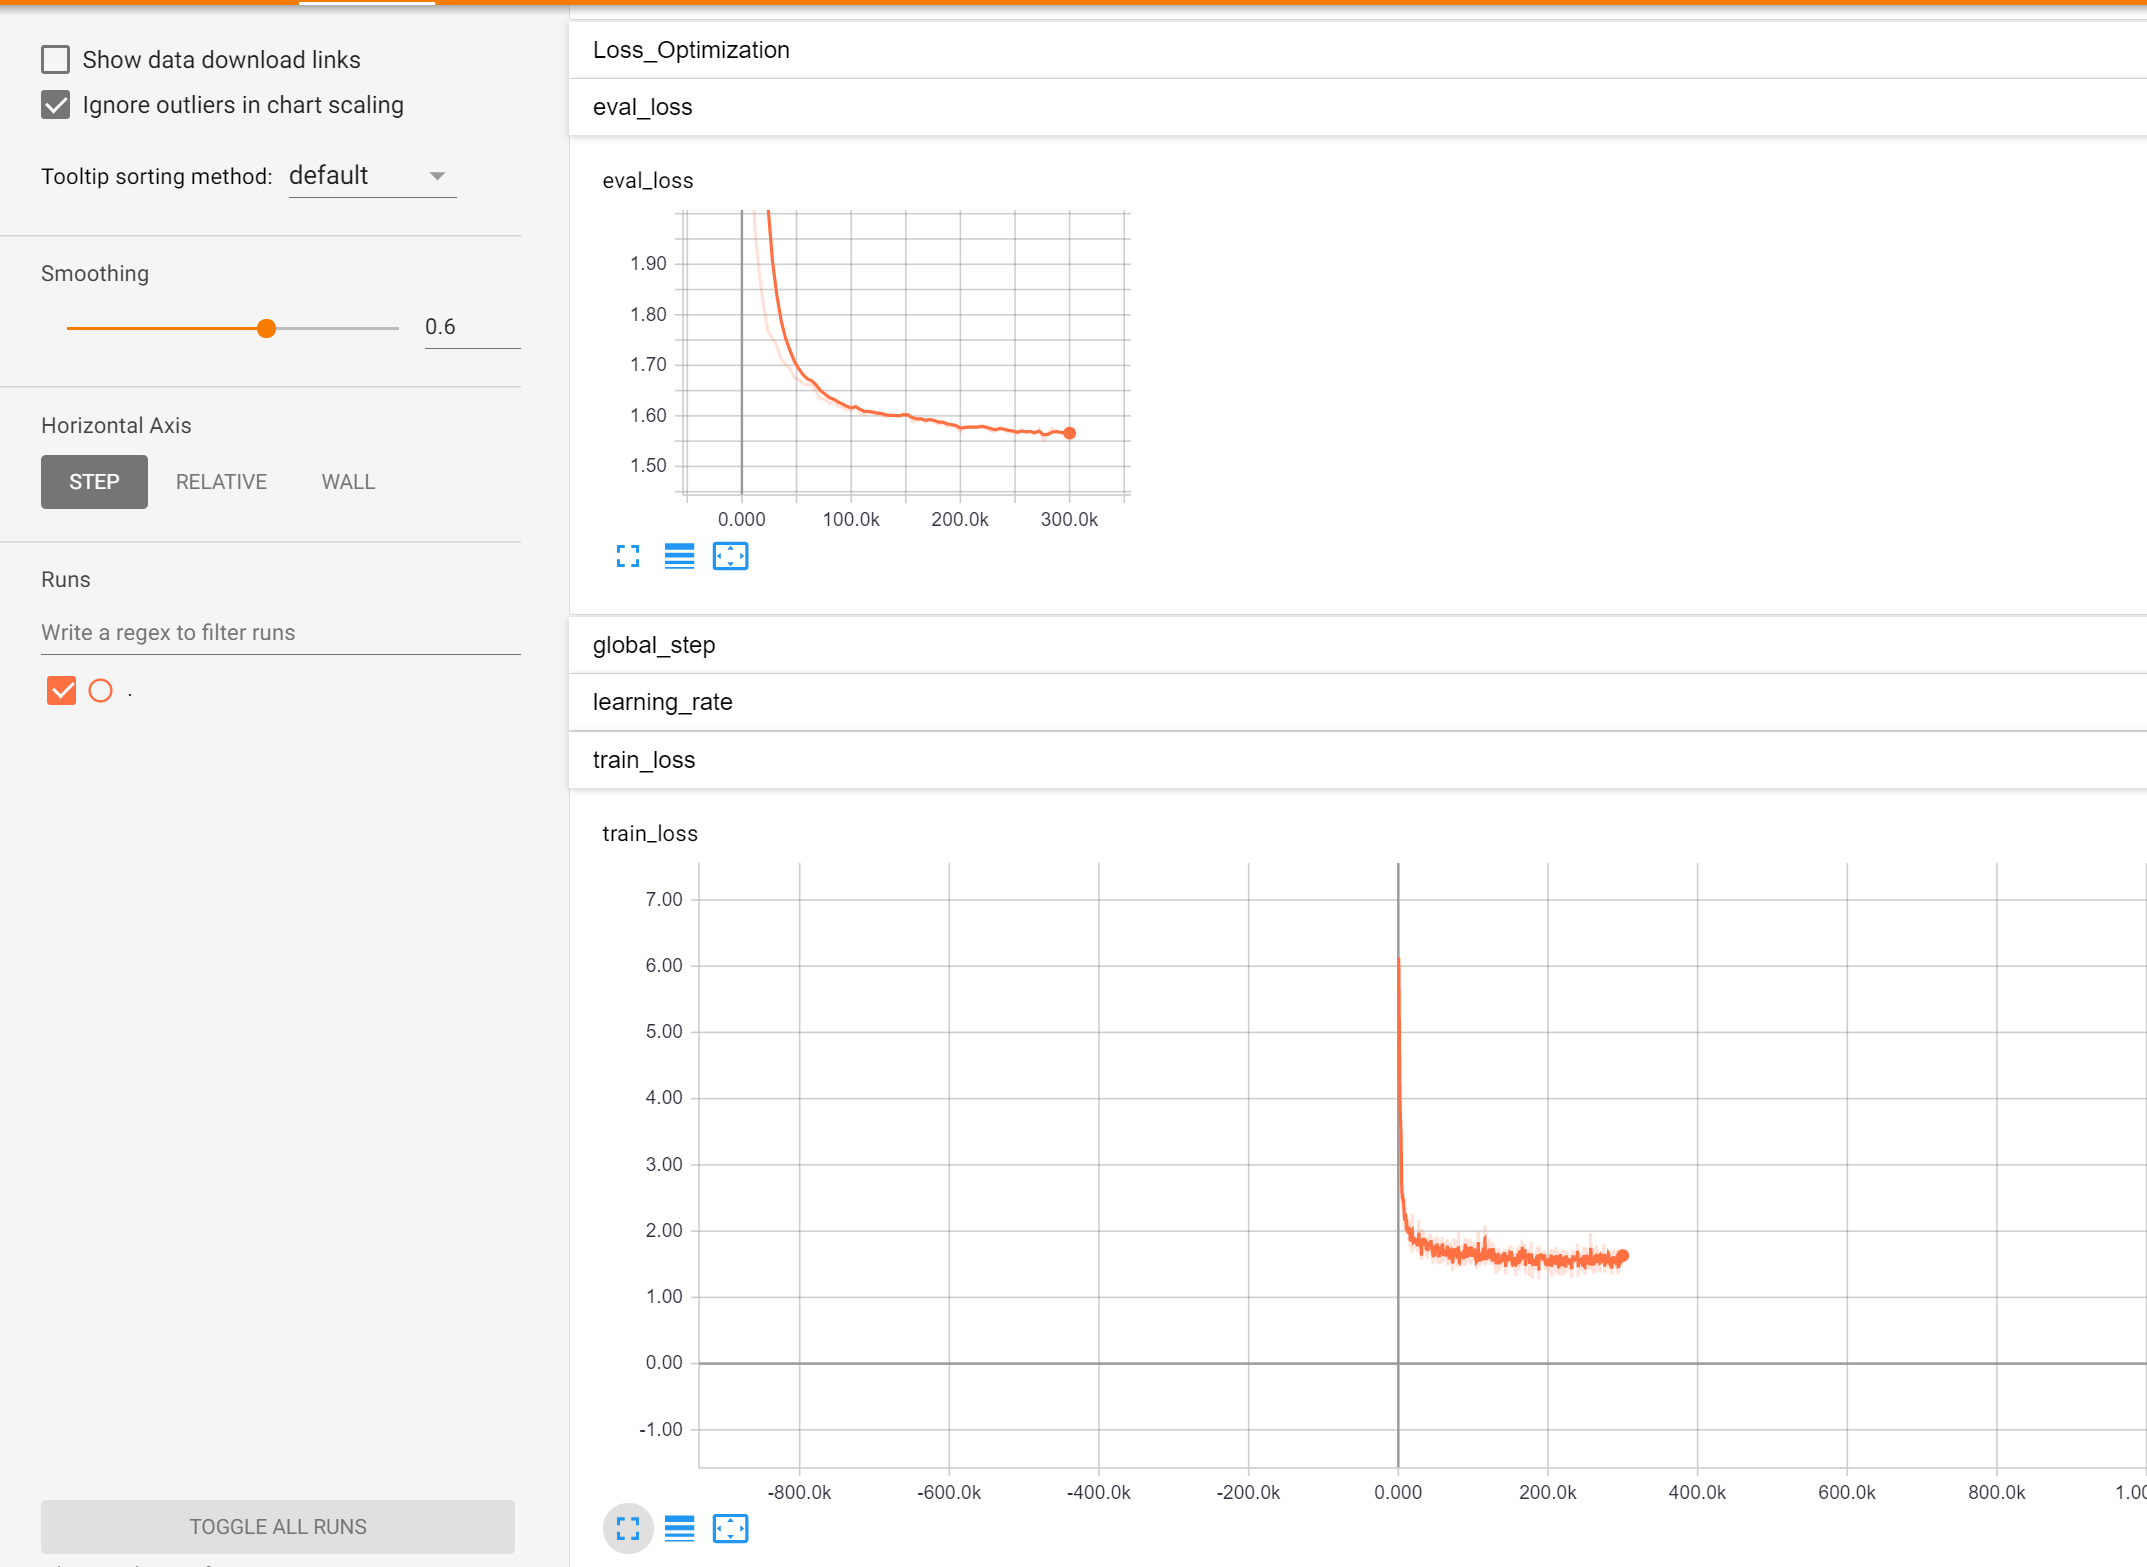 Show data download links
Ignore outliers in chart scaling
Tooltip sorting method: default
Smoothing
0.6
Horizontal Axis
STEP RELATIVE WALL
Runs
Write a regex to filter runs
.
TOGGLE ALL RUNS
Loss_Optimization
eval_loss
eval_loss
1.90
1.80
1.70
1.60
1.50
0.000 100.0k 200.0k 300.0k
global_step
learning_rate
train_loss
train_loss
7.00
6.00
5.00
4.00
3.00
2.00
1.00
0.00
-1.00
-800.0k -600.0k -400.0k -200.0k 0.000 200.0k 400.0k 600.0k 800.0k